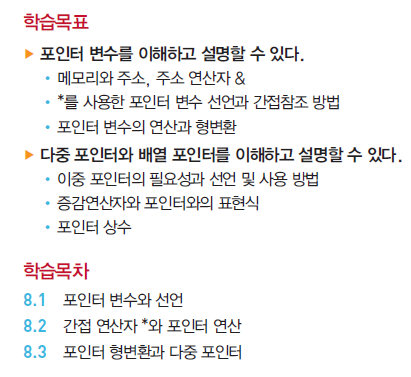 학습목표
▶ 포인터 변수를 이해하고 설명할 수 있다.
• 메모리와 주소, 주소 연산자 &
• *를 사용한 포인터 변수 선언과 간접참조 방법
• 포인터 변수의 연산과 형변환
▶ 다중 포인터와 배열 포인터를 이해하고 설명할 수 있다.
• 이중 포인터의 필요성과 선언 및 사용 방법
• 증감연산자와 포인터와의 표현식
• 포인터 상수
학습목차
8.1 포인터 변수와 선언
8.2 간접 연산자 *와 포인터 연산
8.3 포인터 형변환과 다중 포인터